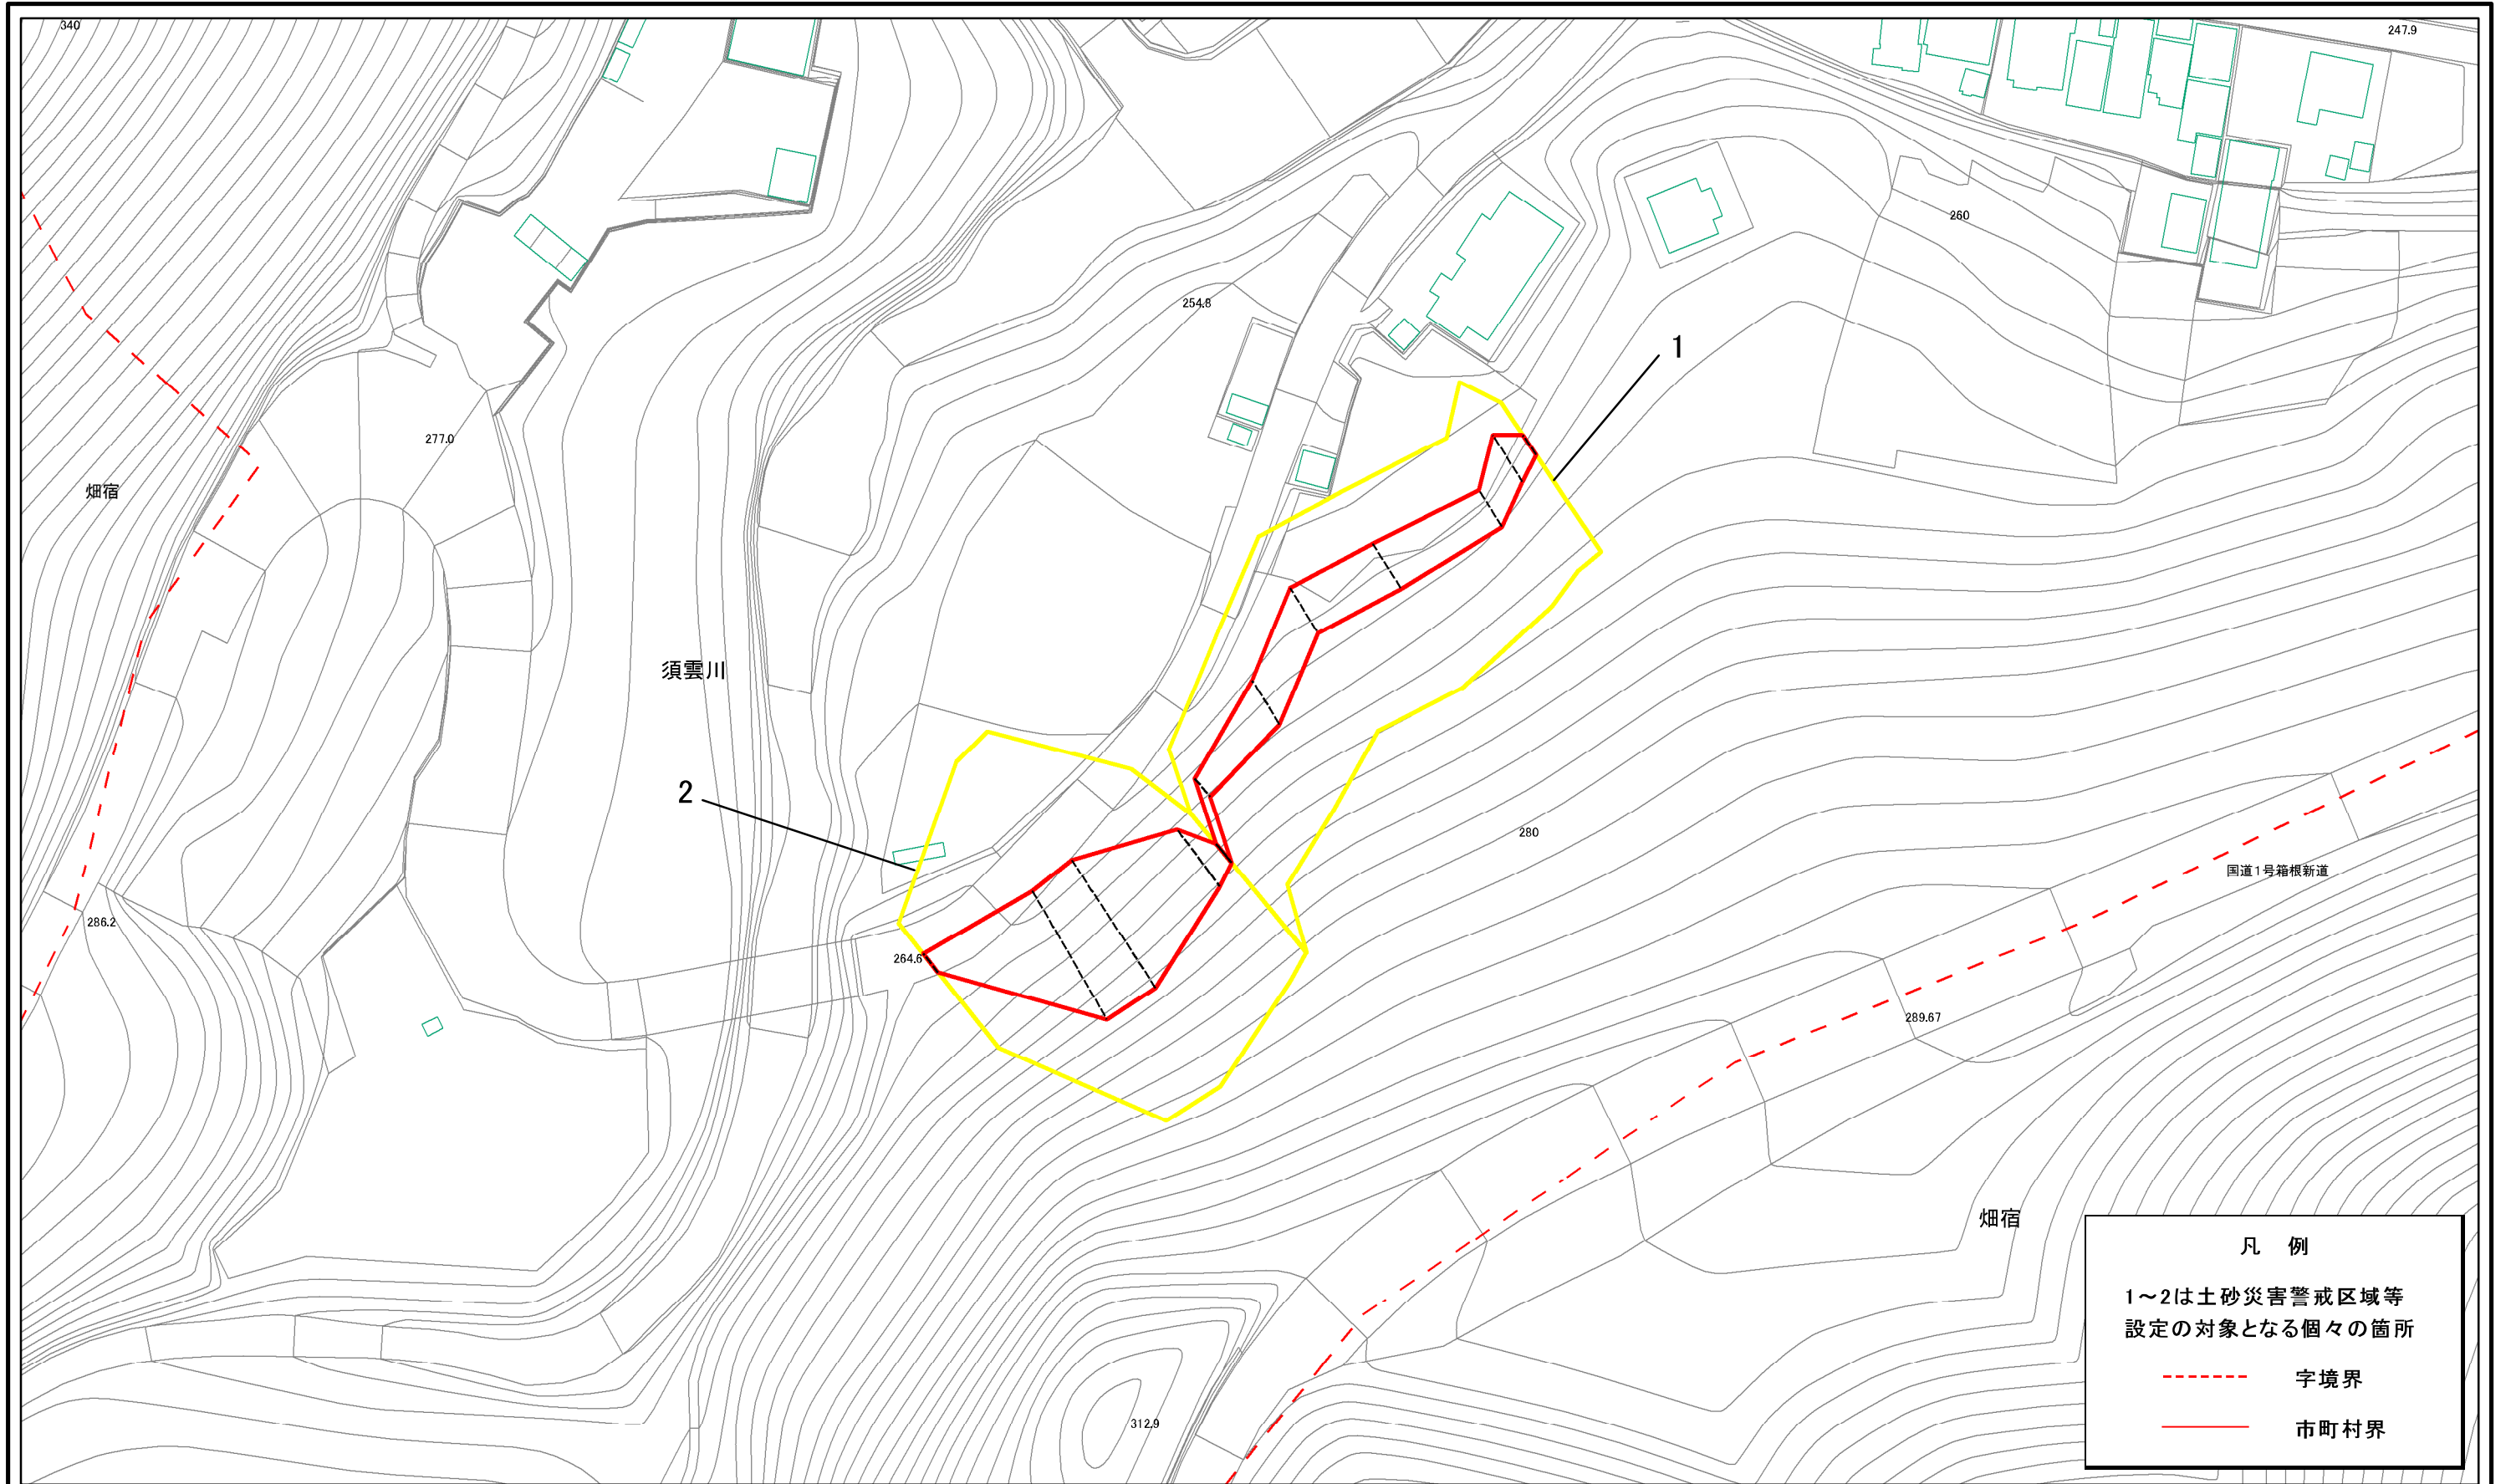 340
247.9
260
254.8
1
277.0
畑宿
須雲川
2
280
国道1号箱根新道
286.2
264.6
289.67
畑宿
312.9
凡 例
1～2は土砂災害警戒区域等
設定の対象となる個々の箇所
字境界
市町村界